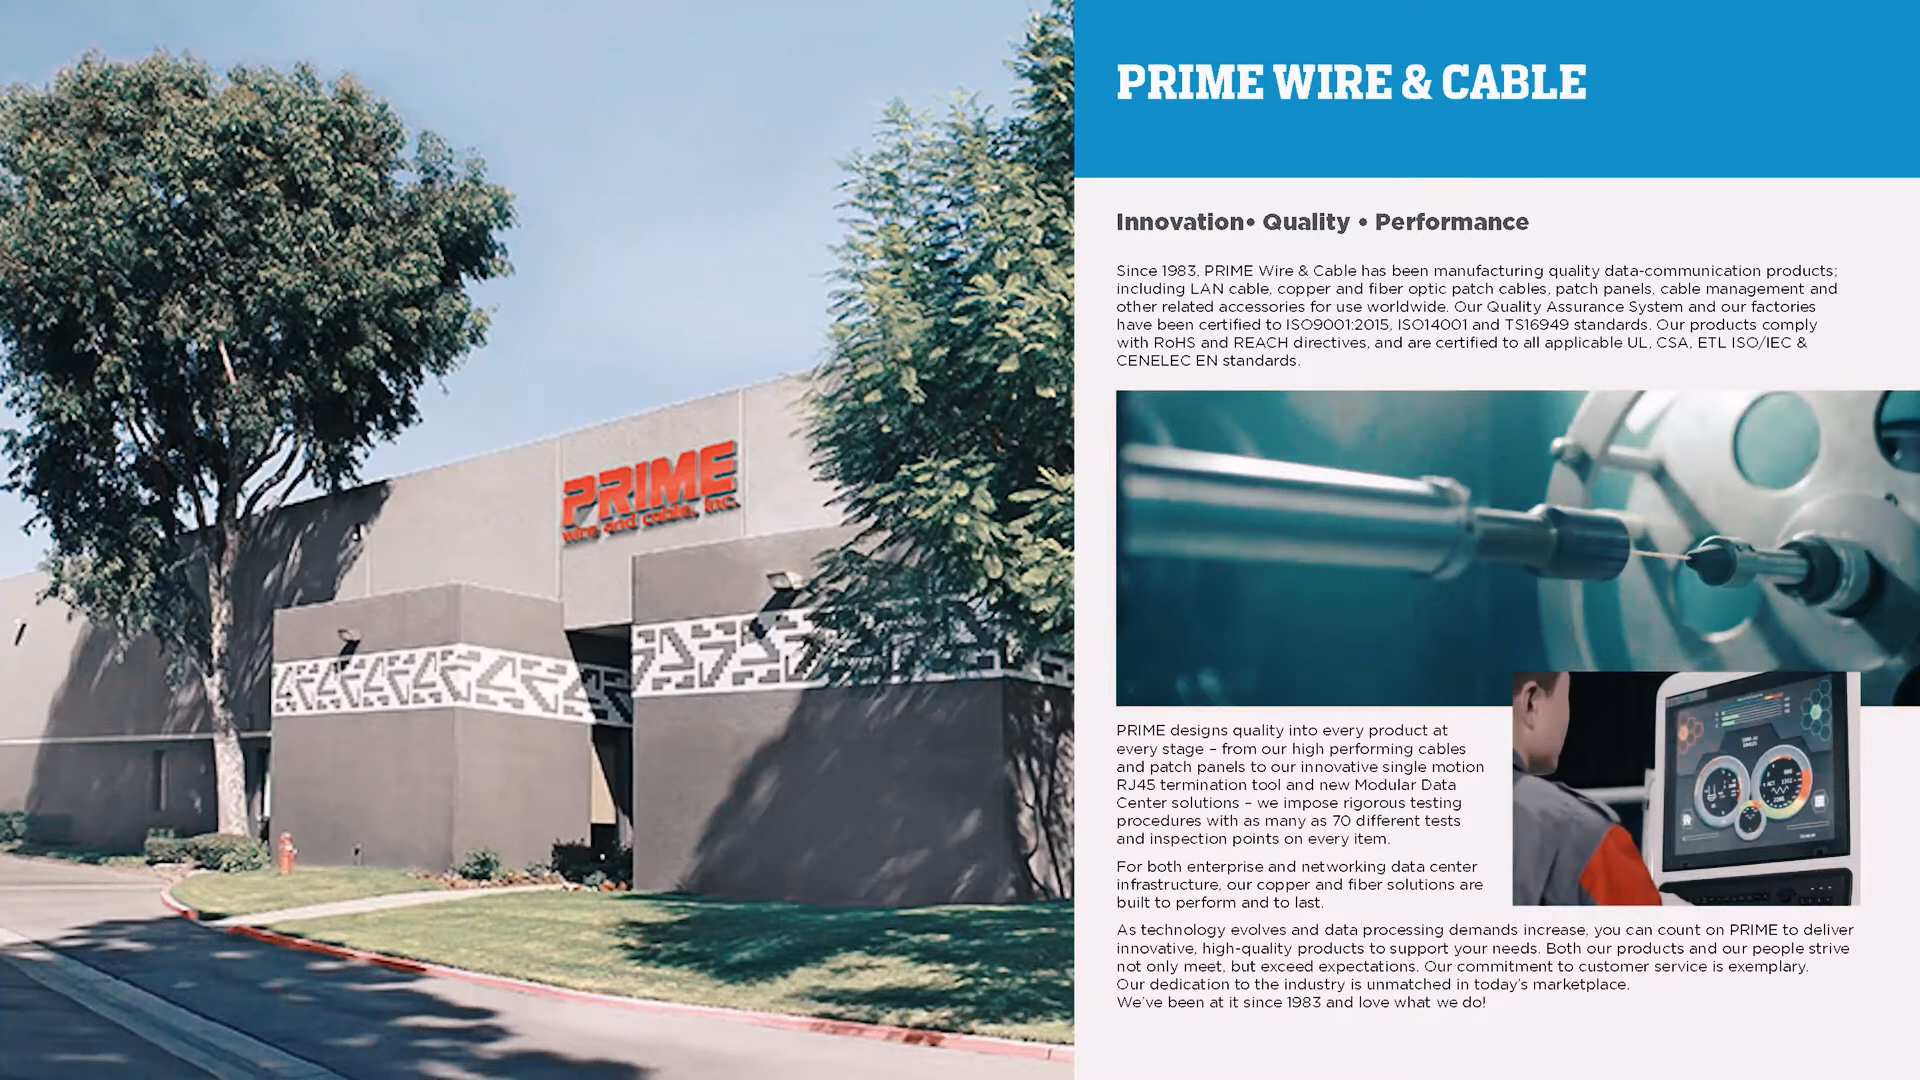 PRIME WIRE & CABLE
Innovation• Quality • Performance
Since 1983, PRIME Wire & Cable has been manufacturing quality data-communication products;
including LAN cable, copper and fiber optic patch cables, patch panels, cable management and
other related accessories for use worldwide. Our Quality Assurance System and our factories
have been certified to ISO9001:2015, ISO14001 and TS16949 standards. Our products comply
with RoHS and REACH directives, and are certified to all applicable UL, CSA, ETL ISO/IEC &
CENELEC EN standards.
PRIME
wire and cable, inc.
PRIME designs quality into every product at
every stage – from our high performing cables
and patch panels to our innovative single motion
RJ45 termination tool and new Modular Data
Center solutions – we impose rigorous testing
procedures with as many as 70 different tests
and inspection points on every item.
For both enterprise and networking data center
infrastructure, our copper and fiber solutions are
built to perform and to last.
As technology evolves and data processing demands increase, you can count on PRIME to deliver
innovative, high-quality products to support your needs. Both our products and our people strive
not only meet, but exceed expectations. Our commitment to customer service is exemplary.
Our dedication to the industry is unmatched in today's marketplace.
We've been at it since 1983 and love what we do!